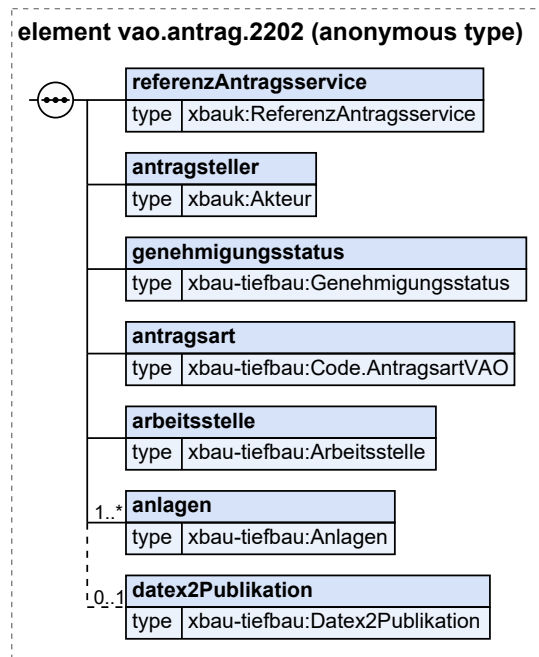 element vao.antrag.2202 (anonymous type)
referenzAntragsservice
type xbauk:ReferenzAntragsservice
antragsteller
type xbauk:Akteur
genehmigungsstatus
type xbau-tiefbau:Genehmigungsstatus
antragsart
type xbau-tiefbau:Code.AntragsartVAO
arbeitsstelle
type xbau-tiefbau:Arbeitsstelle
1..* anlagen
type xbau-tiefbau:Anlagen
0..1 datex2Publikation
type xbau-tiefbau:Datex2Publikation